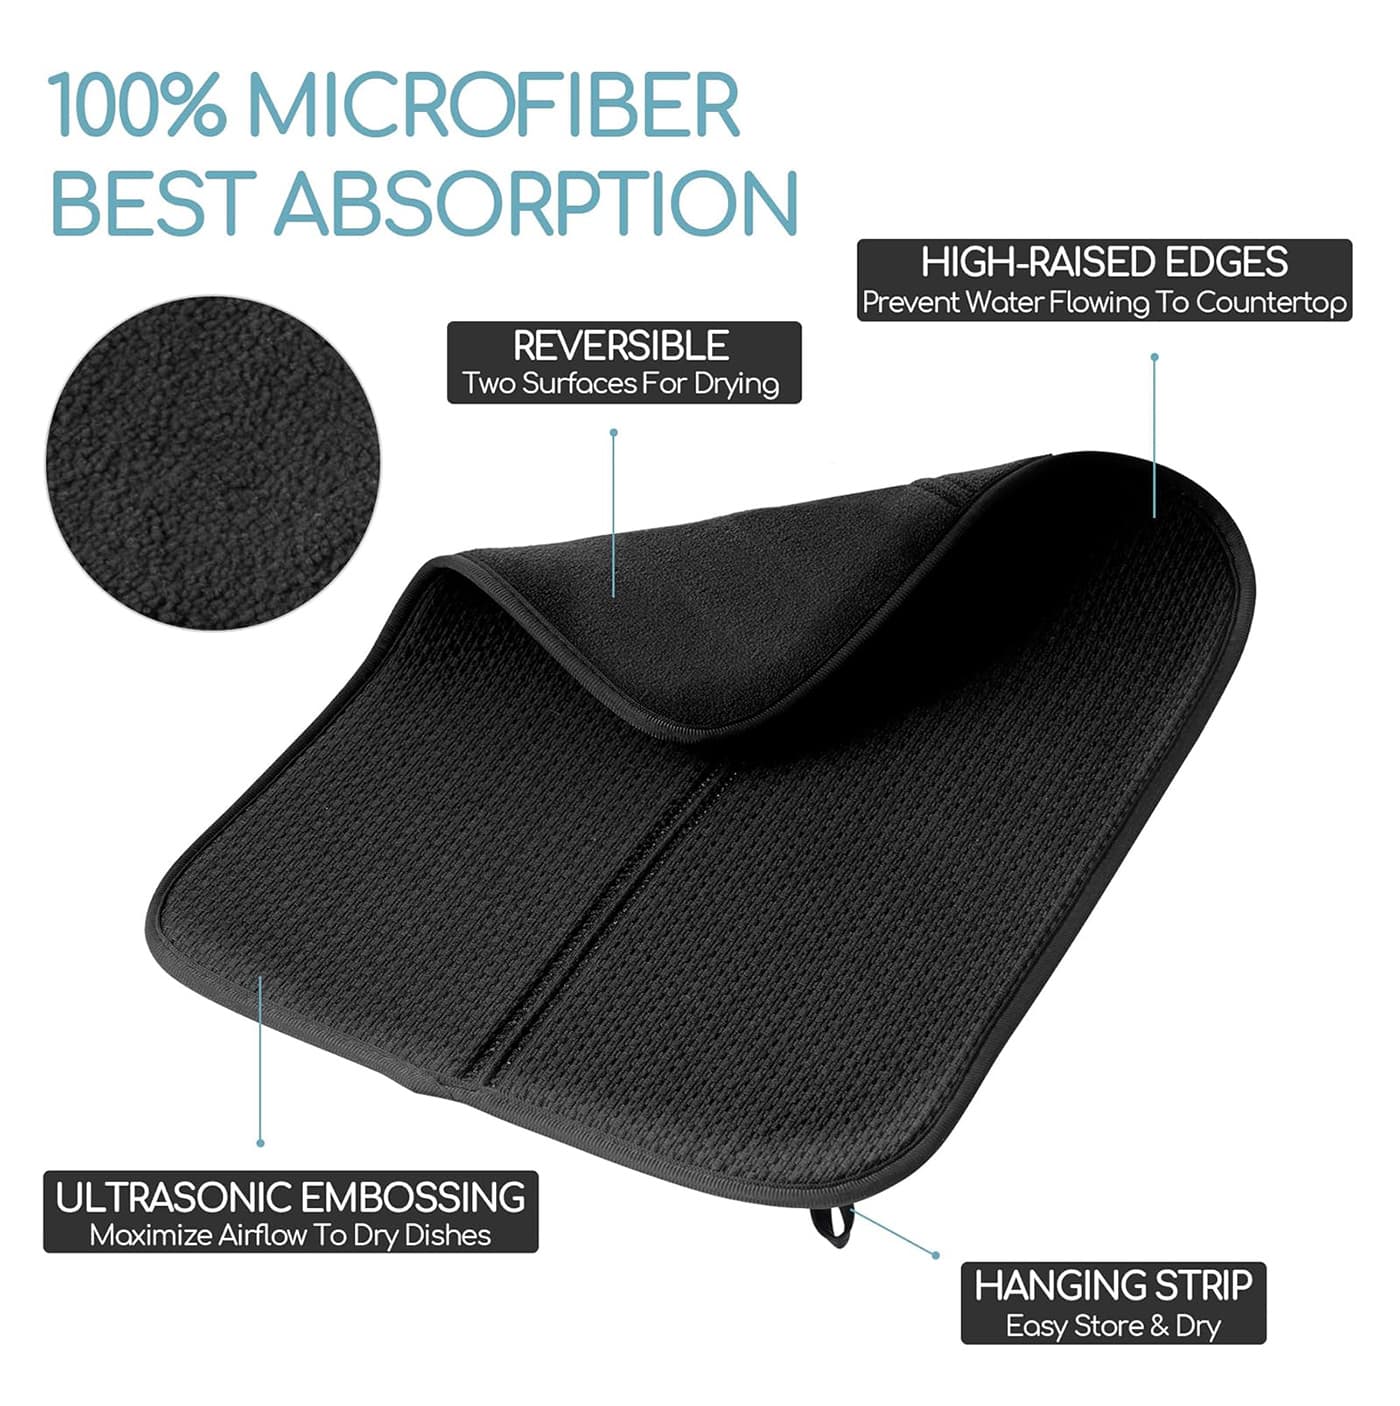 100% MICROFIBER
BEST ABSORPTION
HIGH-RAISED EDGES
Prevent Water Flowing To Countertop
REVERSIBLE
Two Surfaces For Drying
ULTRASONIC EMBOSSING
Maximize Airflow To Dry Dishes
HANGING STRIP
Easy Store & Dry